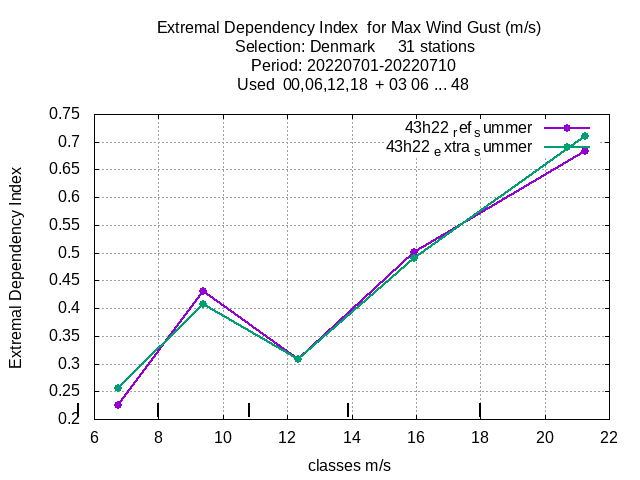 Extremal Dependency Index  for Max Wind Gust (m/s)
Selection: Denmark     31 stations
Period: 20220701-20220710
Used  00,06,12,18  + 03 06 ... 48
Extremal Dependency Index
0.75
0.7
0.65
0.6
0.55
0.5
0.45
0.4
0.35
0.3
0.25
0.2
43h22 ref summer
43h22 extra summer
6 8 10 12 14 16 18 20 22
classes m/s